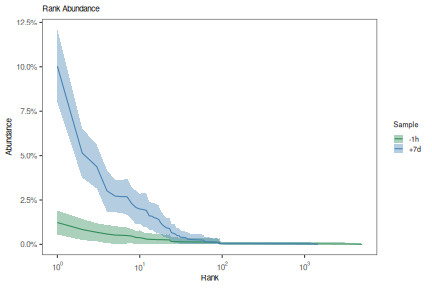 Rank Abundance
12.5%
10.0%
7.5%
5.0%
2.5%
0.0%
Abundance
10⁰
10¹
10²
10³
Rank
Sample
-1h
+7d